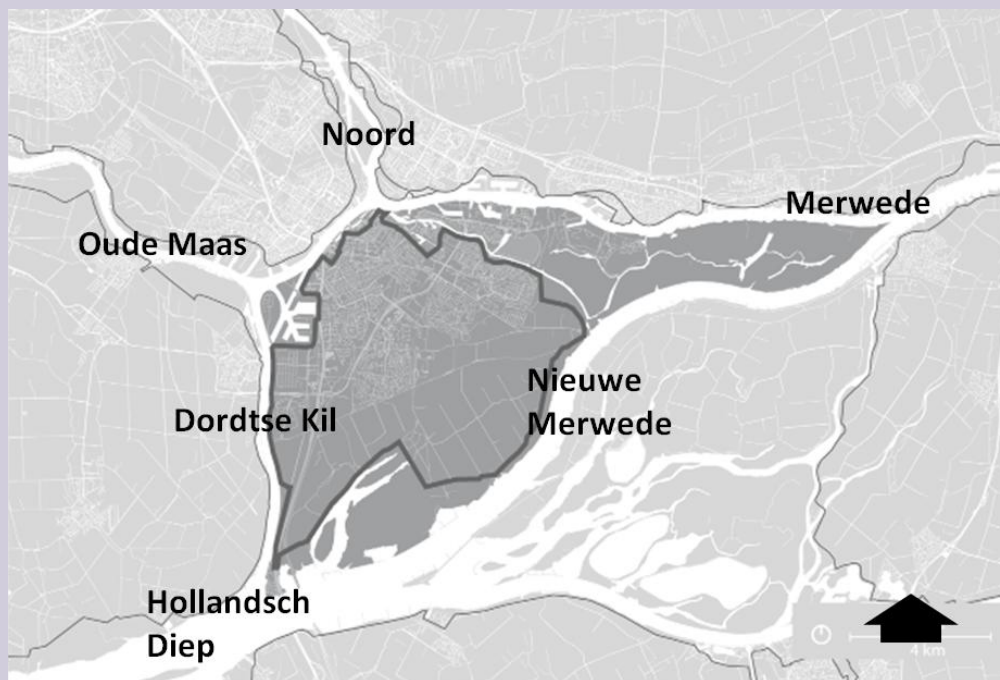 Noord
Merwede
Oude Maas
Nieuwe
Merwede
Dordtse Kil
Hollandsch
Diep
4 km